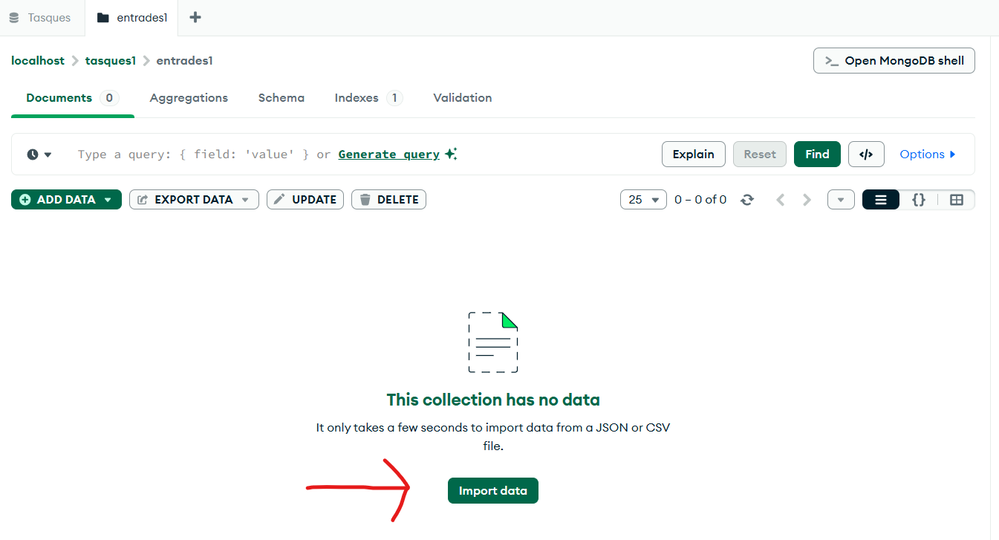 Tasques entrades1
localhost tasques1 entrades1 >_ Open MongoDB shell
Documents 0 Aggregations Schema Indexes 1 Validation
Type a query: { field: 'value' } or Generate query Explain Reset Find </> Options
ADD DATA EXPORT DATA UPDATE DELETE 25 0 – 0 of 0 {}
This collection has no data
It only takes a few seconds to import data from a JSON or CSV
file.
Import data